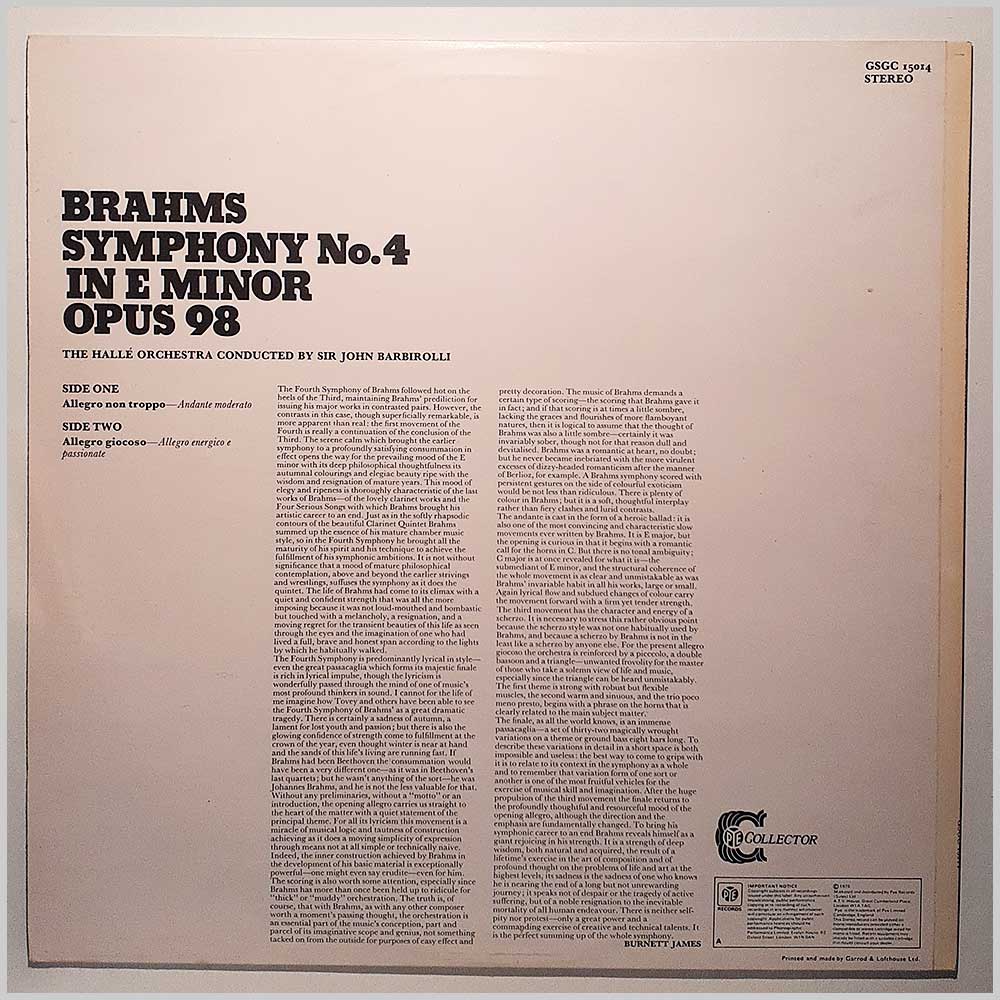 GSGC 15014
STEREO
BRAHMS
SYMPHONY No.4
IN E MINOR
OPUS 98
THE HALLÉ ORCHESTRA CONDUCTED BY SIR JOHN BARBIROLLI
SIDE ONE
Allegro non troppo—Andante moderato
SIDE TWO
Allegro giocoso—Allegro energico e
passionate
The Fourth Symphony of Brahms followed hot on the
heels of the Third, maintaining Brahms' prediliction for
issuing his major works in contrasted pairs. However, the
contrasts in this case, though superficially remarkable, is
more apparent than real: the first movement of the
Fourth is really a continuation of the conclusion of the
Third. The serene calm which brought the earlier
symphony to a profoundly satisfying consummation in
effect opens the way for the prevailing mood of the E
minor with its deep philosophical thoughtfulness its
autumnal colourings and elegiac beauty ripe with the
wisdom and resignation of mature years. This mood of
elegy and ripeness is thoroughly characteristic of the last
works of Brahms—of the lovely clarinet works and the
Four Serious Songs with which Brahms brought his
artistic career to an end. Just as in the softly rhapsodic
contours of the beautiful Clarinet Quintet Brahms
summed up the essence of his mature chamber music
style, so in the Fourth Symphony he brought all the
maturity of his spirit and his technique to achieve the
fulfillment of his symphonic ambitions. It is not without
significance that a mood of mature philosophical
contemplation, above and beyond the earlier strivings
and wrestlings, suffuses the symphony as it does the
quintet. The life of Brahms had come to its climax with a
quiet and confident strength that was all the more
imposing because it was not loud-mouthed and bombastic
but touched with a melancholy, a resignation, and a
moving regret for the transient beauties of this life as seen
through the eyes and the imagination of one who had
lived a full, brave and honest span according to the lights
by which he habitually walked.
The Fourth Symphony is predominantly lyrical in style—
even the great passacaglia which forms its majestic finale
is rich in lyrical impulse, though the lyricism is
wonderfully passed through the mind of one of music's
most profound thinkers in sound. I cannot for the life of
me imagine how Tovey and others have been able to see
the Fourth Symphony of Brahms' as a great dramatic
tragedy. There is certainly a sadness of autumn, a
lament for lost youth and passion; but there is also the
glowing confidence of strength come to fulfillment at the
crown of the year, even thought winter is near at hand
and the sands of this life's living are running fast. If
Brahms had been Beethoven the consummation would
have been a very different one—as it was in Beethoven's
last quartets; but he wasn't anything of the sort—he was
Johannes Brahms, and he is not the less valuable for that.
Without any preliminaries, without a "motto" or an
introduction, the opening allegro carries us straight to
the heart of the matter with a quiet statement of the
principal theme. For all its lyricism this movement is a
miracle of musical logic and tautness of construction
achieving as it does a moving simplicity of expression
through means not at all simple or technically naive.
Indeed, the inner construction achieved by Brahms in
the development of his basic material is exceptionally
powerful—one might even say crudite—even for him.
The scoring is also worth some attention, especially since
Brahms has more than once been held up to ridicule for
"thick" or "muddy" orchestration. The truth is, of
course, that with Brahms, as with any other composer
worth a moment's passing thought, the orchestration is
an essential part of the music's conception, part and
parcel of its imaginative scope and genius, not something
tacked on from the outside for purposes of easy effect and
pretty decoration. The music of Brahms demands a
certain type of scoring—the scoring that Brahms gave it
in fact; and if that scoring is at times a little sombre,
lacking the graces and flourishes of more flamboyant
natures, then it is logical to assume that the thought of
Brahms was also a little sombre—certainly it was
invariably sober, though not for that reason dull and
devitalised. Brahms was a romantic at heart, no doubt;
but he never became inebriated with the more virulent
excesses of dizzy-headed romanticism after the manner
of Berlioz, for example. A Brahms symphony scored with
persistent gestures on the side of colourful exoticism
would be not less than ridiculous. There is plenty of
colour in Brahms; but it is a soft, thoughtful interplay
rather than fiery clashes and lurid contrasts.
The andante is cast in the form of a heroic ballad: it is
also one of the most convincing and characteristic slow
movements ever written by Brahms. It is E major, but
the opening is curious in that it begins with a romantic
call for the horns in C. But there is no tonal ambiguity;
C major is at once revealed for what it is—the
submediant of E minor, and the structural coherence of
the whole movement is as clear and unmistakable as was
Brahms' invariable habit in all his works, large or small.
Again lyrical flow and subdued changes of colour carry
the movement forward with a firm yet tender strength.
The third movement has the character and energy of a
scherzo. It is necessary to stress this rather obvious point
because the scherzo style was not one habitually used by
Brahms, and because a scherzo by Brahms is not in the
least like a scherzo by anyone else. For the present allegro
giocoso the orchestra is reinforced by a picccolo, a double
bassoon and a triangle—unwanted frovolity for the master
of those who take a solemn view of life and music,
especially since the triangle can be heard unmistakably.
The first theme is strong with robust but flexible
muscles, the second warm and sinuous, and the trio poco
meno presto, begins with a phrase on the horns that is
clearly related to the main subject matter.
The finale, as all the world knows, is an immense
passacaglia—a set of thirty-two magically wrought
variations on a theme or ground bass eight bars long. To
describe these variations in detail in a short space is both
impossible and useless: the best way to come to grips with
it is to relate to its context in the symphony as a whole
and to remember that variation form of one sort or
another is one of the most fruitful vehicles for the
exercise of musical skill and imagination. After the huge
propulsion of the third movement the finale returns to
the profoundly thoughtful and resourceful mood of the
opening allegro, although the direction and the
emphasis are fundamentally changed. To bring his
symphonic career to an end Brahms reveals himself as a
giant rejoicing in his strength. It is a strength of deep
wisdom, both natural and acquired, the result of a
lifetime's exercise in the art of composition and of
profound thought on the problems of life and art at the
highest levels, its sadness is the sadness of one who knows
he is nearing the end of a long but not unrewarding
journey; it speaks not of despair or the tragedy of active
suffering, but of a noble resignation to the inevitable
mortality of all human endeavour. There is neither self-
pity nor protest—only a great power and a
commanding exercise of creative and technical talents. It
is the perfect summing up of the whole symphony.
BURNETT JAMES
PYE COLLECTOR
PYE
RECORDS
A
IMPORTANT NOTICE
© 1975
Printed and made by Garrod & Lofthouse Ltd.